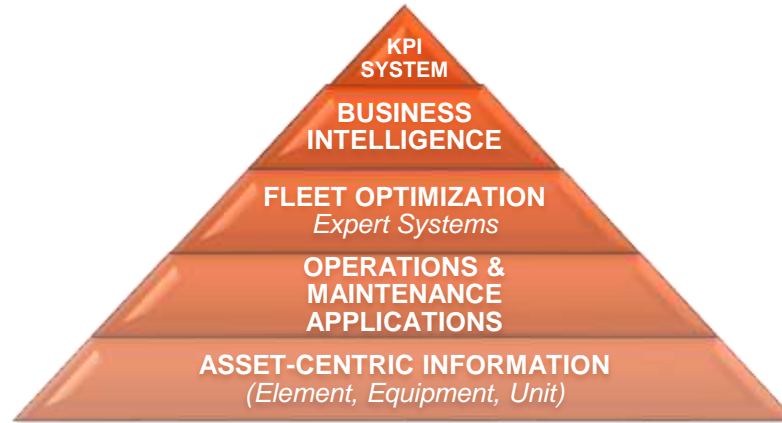 KPI
SYSTEM
BUSINESS
INTELLIGENCE
FLEET OPTIMIZATION
Expert Systems
OPERATIONS &
MAINTENANCE
APPLICATIONS
ASSET-CENTRIC INFORMATION
(Element, Equipment, Unit)